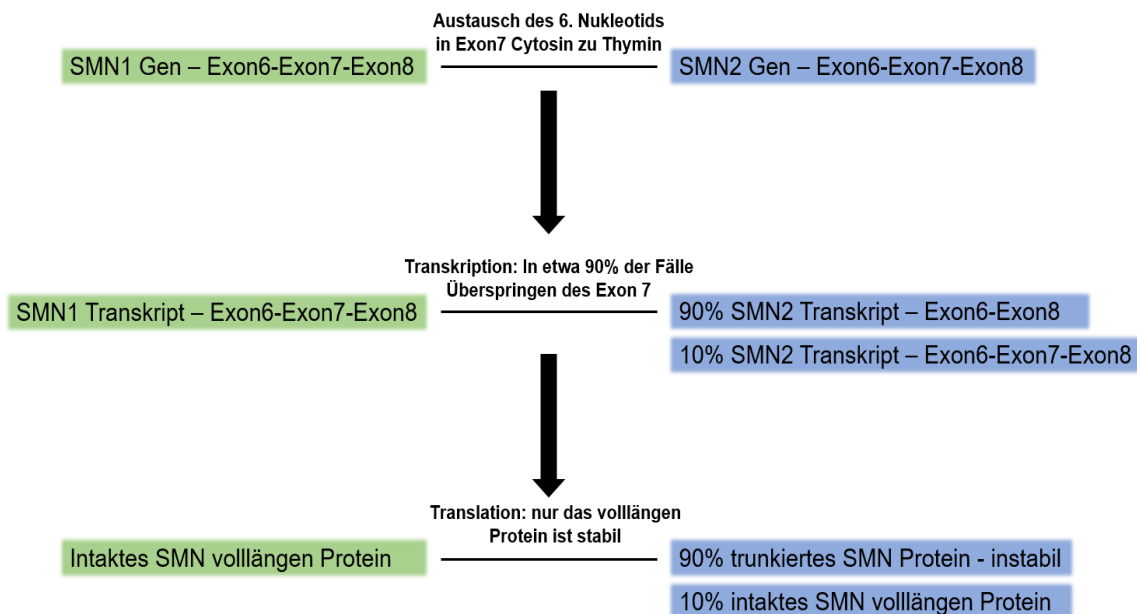 Austausch des 6. Nukleotids
in Exon7 Cytosin zu Thymin
SMN1 Gen – Exon6-Exon7-Exon8
SMN2 Gen – Exon6-Exon7-Exon8
Transkription: In etwa 90% der Fälle
Überspringen des Exon 7
SMN1 Transkript – Exon6-Exon7-Exon8
90% SMN2 Transcript – Exon6-Exon8
10% SMN2 Transcript – Exon6-Exon7-Exon8
Translation: nur das volllängen
Protein ist stabil
Intaktes SMN volllängen Protein
90% trunkiertes SMN Protein - instabil
10% intaktes SMN volllängen Protein